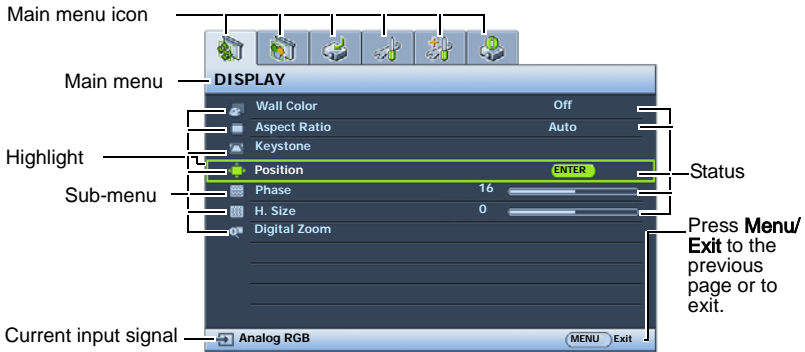 Main menu icon
Main menu
DISPLAY
Wall Color Off
Aspect Ratio Auto
Keystone
Highlight
Position ENTER
Status
Sub-menu
Phase 16
H. Size 0
Digital Zoom
Press Menu/
Exit to the
previous
page or to
exit.
Current input signal
Analog RGB
MENU Exit